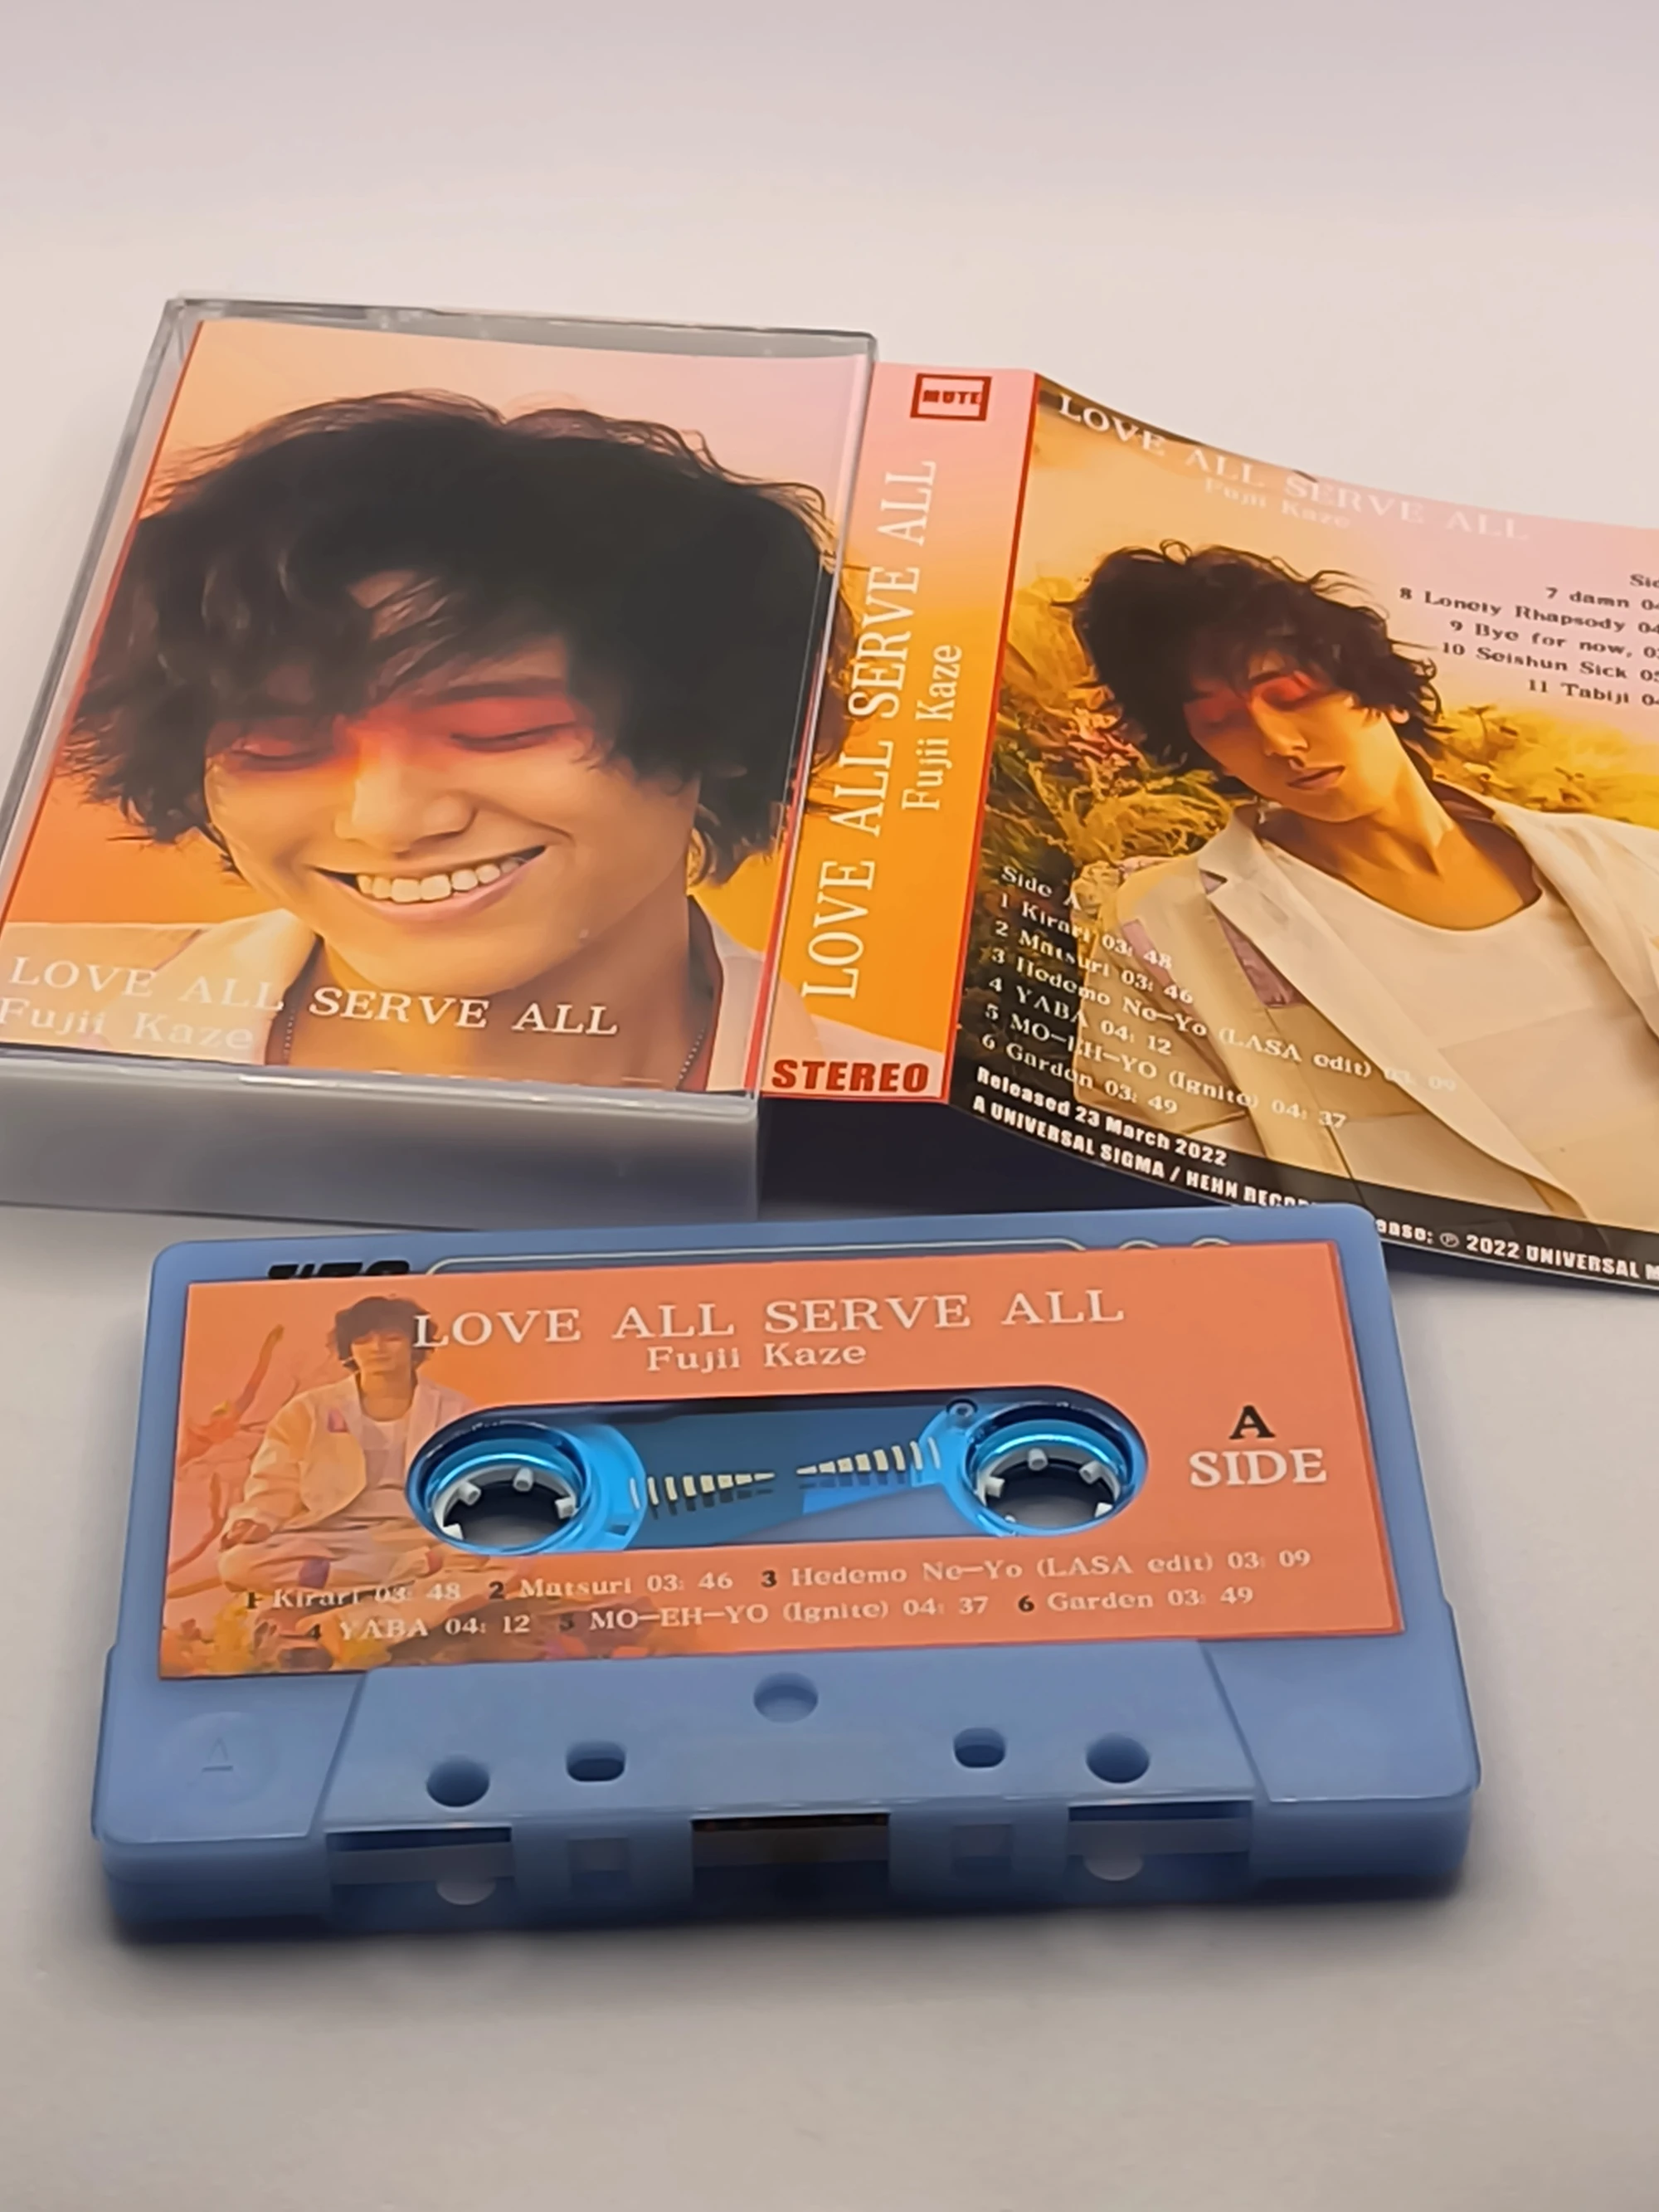 LOVE ALL SERVE ALL
Fujii Kaze
MUTE
LOVE ALL SERVE ALL
Fujii Kaze
STEREO
LOVE ALL SERVE ALL
Fujii Kaze
7 damn
8 Lonely Rhapsody
9 Bye for now,
10 Seishun Sick
11 Tabiji
Side A
1 Kirari 03: 48
2 Matsuri 03: 46
3 Hedemo Ne-Yo (LASA edit) 03: 09
4 YABA 04: 12
5 MO-EH-YO (Ignite) 04: 37
6 Garden 03: 49
Released 23 March 2022
A UNIVERSAL SIGMA / HEHN ℗ 2022 UNIVERSAL
LOVE ALL SERVE ALL
Fujii Kaze
A
SIDE
1 Kirari 03: 48 2 Matsuri 03: 46 3 Hedemo Ne-Yo (LASA edit) 03: 09
4 YABA 04: 12 5 MO-EH-YO (Ignite) 04: 37 6 Garden 03: 49
A